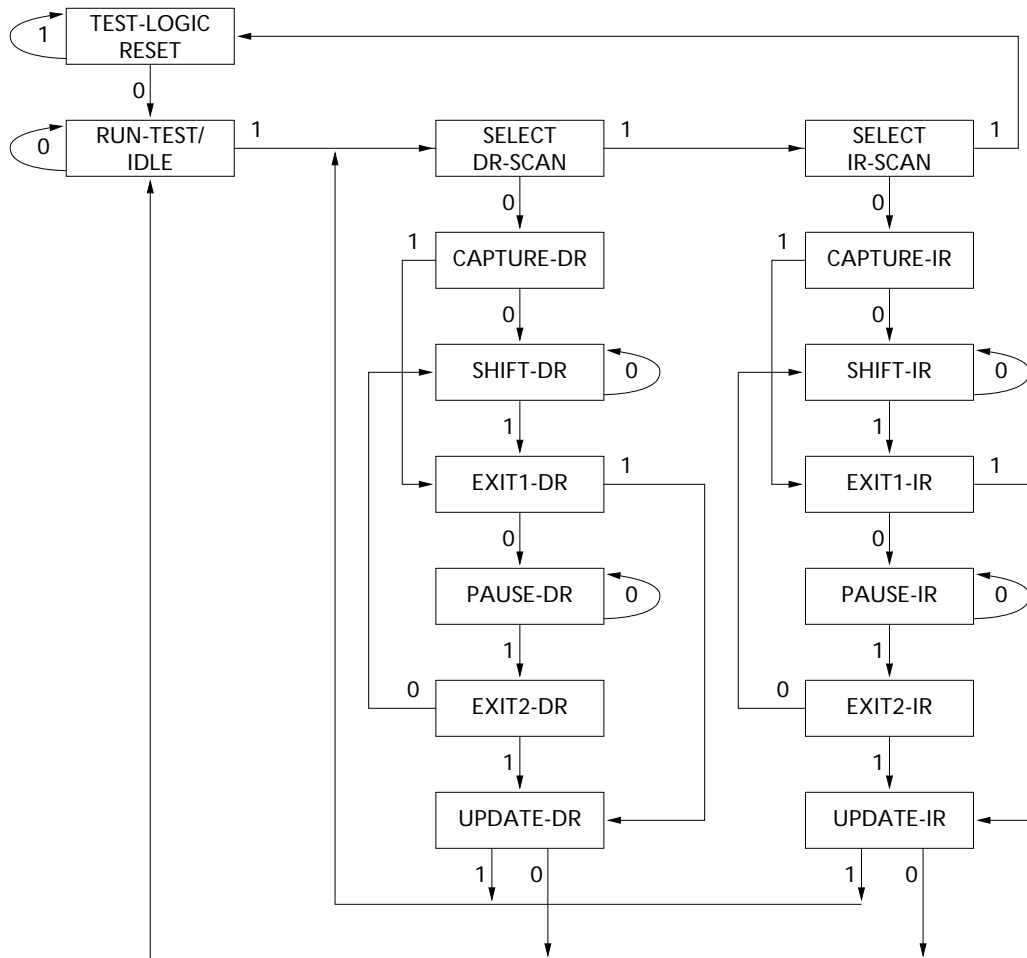 TEST-LOGIC
RESET
1
0
RUN-TEST/
IDLE
0
1
SELECT
DR-SCAN
1
SELECT
IR-SCAN
1
0
0
1
CAPTURE-DR
1
CAPTURE-IR
0
0
SHIFT-DR
0
SHIFT-IR
0
1
1
EXIT1-DR
1
EXIT1-IR
1
0
0
PAUSE-DR
0
PAUSE-IR
0
1
1
0
EXIT2-DR
0
EXIT2-IR
1
1
UPDATE-DR
UPDATE-IR
1
0
1
0